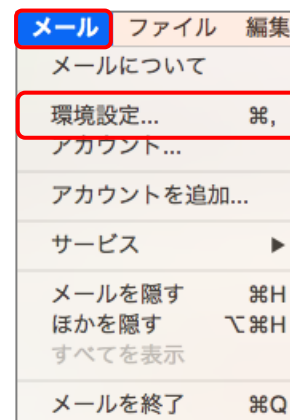 メール ファイル 編集
メールについて
環境設定... ⌘,
アカウント...
アカウントを追加...
サービス ▶
メールを隠す ⌘H
ほかを隠す ⌥⌘H
すべてを表示
メールを終了 ⌘Q